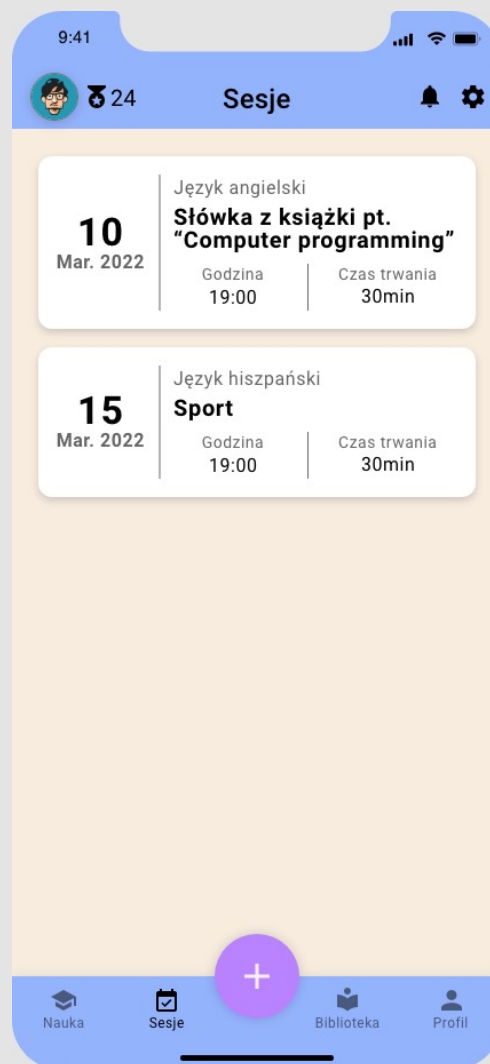 9:41
24
Sesje
10
Mar. 2022
Język angielski
Słówka z książki pt.
“Computer programming”
Godzina
19:00
Czas trwania
30min
15
Mar. 2022
Język hiszpański
Sport
Godzina
19:00
Czas trwania
30min
+
Nauka
Sesje
Biblioteka
Profil